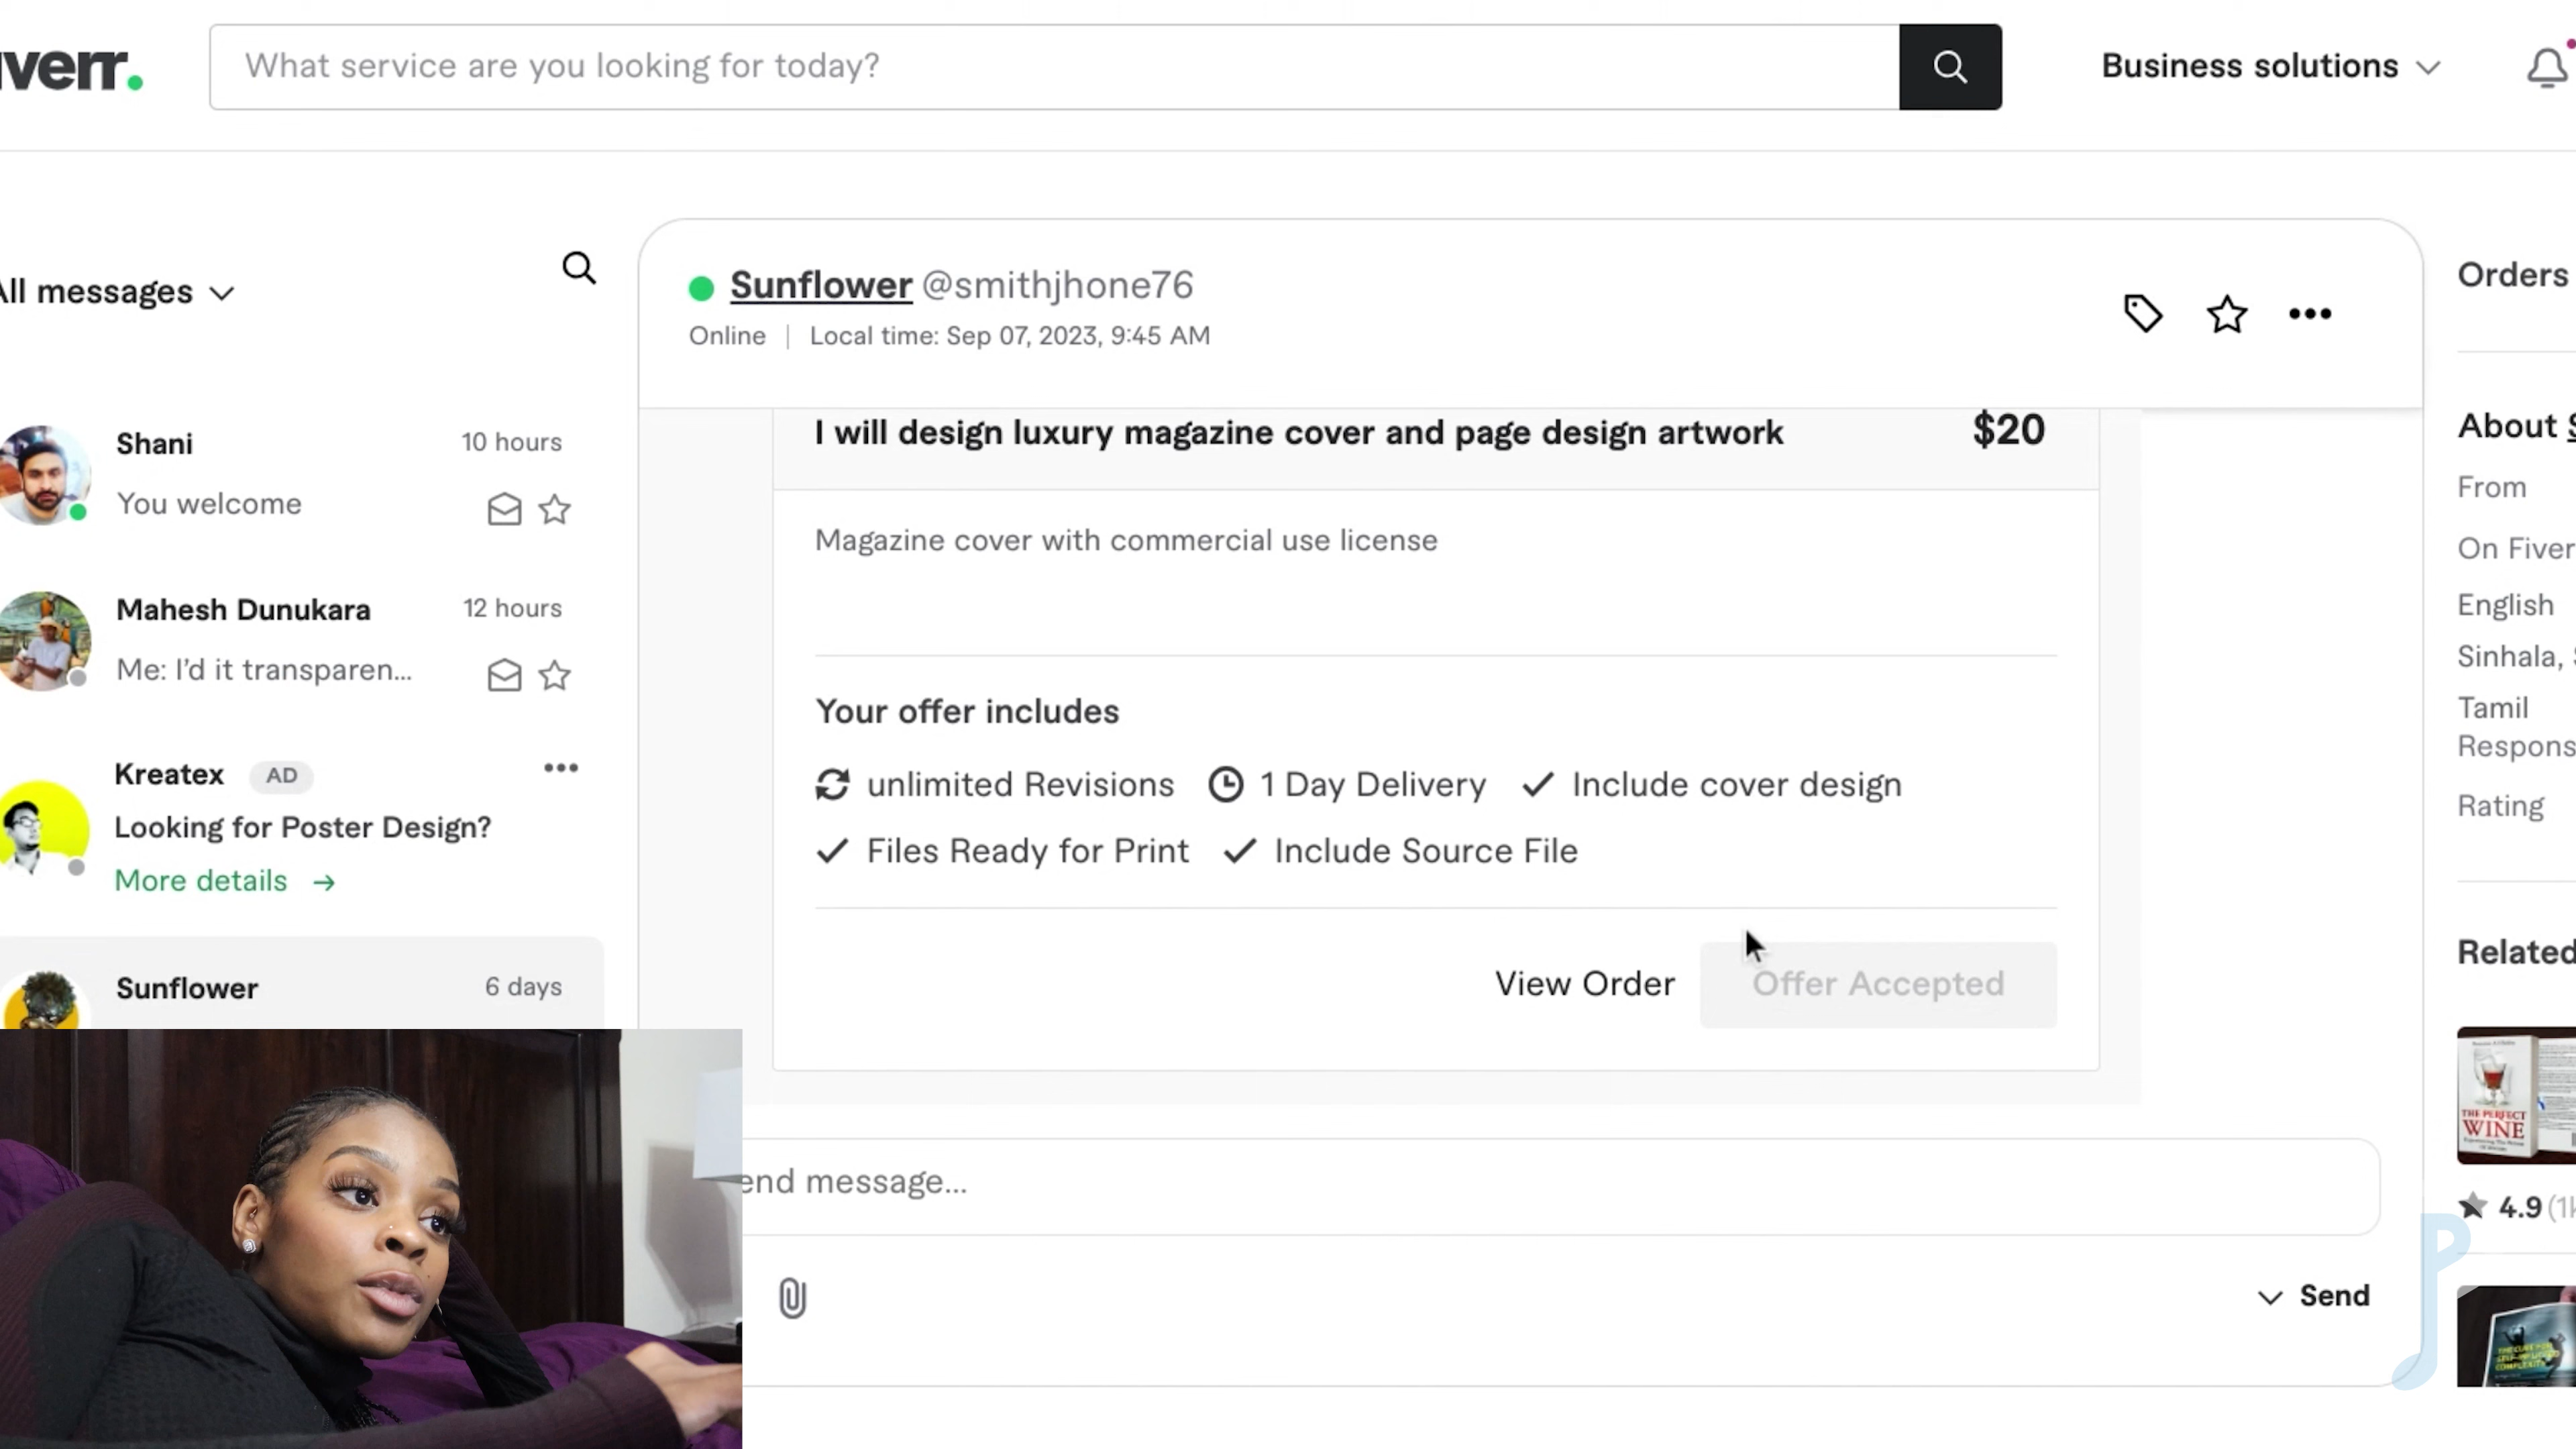 iverr.
What service are you looking for today?
Business solutions
All messages
Sunflower @smithjhone76
Online | Local time: Sep 07, 2023, 9:45 AM
Shani
10 hours
You welcome
Mahesh Dunukara
12 hours
Me: I'd it transparen...
Kreatex AD
Looking for Poster Design?
More details →
Sunflower
6 days
I will design luxury magazine cover and page design artwork
$20
Magazine cover with commercial use license
Your offer includes
unlimited Revisions 1 Day Delivery Include cover design
Files Ready for Print Include Source File
View Order Offer Accepted
end message...
Send
Orders
About S
From
On Fiver
English
Sinhala,
Tamil
Respons
Rating
Related
THE PERFECT
WINE
4.9 (1k